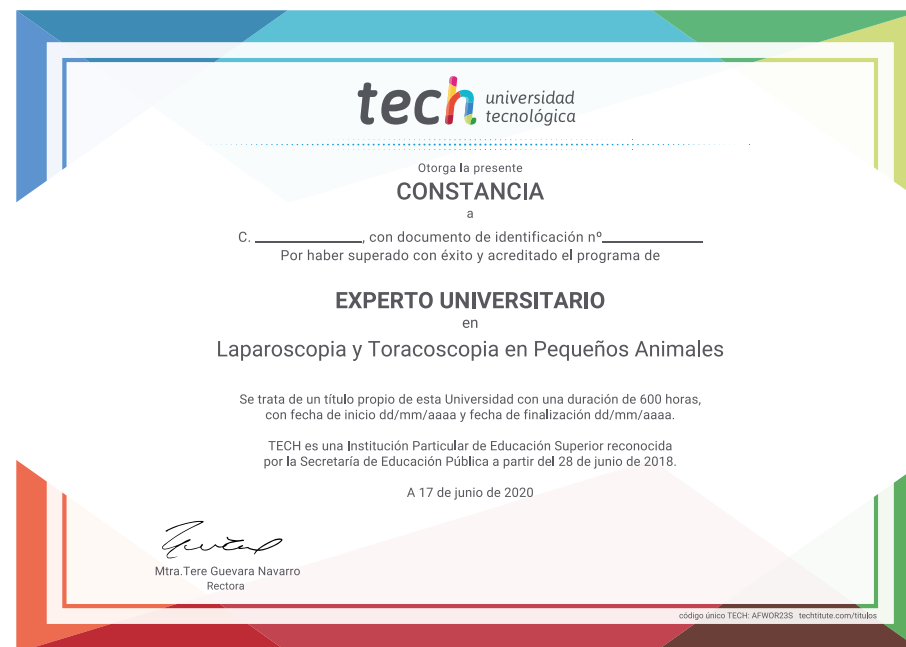 tech universidad
tecnológica
Otorga la presente
CONSTANCIA
a
C. ____________, con documento de identificación nº____________
Por haber superado con éxito y acreditado el programa de
EXPERTO UNIVERSITARIO
en
Laparoscopia y Toracoscopia en Pequeños Animales
Se trata de un título propio de esta Universidad con una duración de 600 horas,
con fecha de inicio dd/mm/aaaa y fecha de finalización dd/mm/aaaa.
TECH es una Institución Particular de Educación Superior reconocida
por la Secretaría de Educación Pública a partir del 28 de junio de 2018.
A 17 de junio de 2020
Mtra.Tere Guevara Navarro
Rectora
código único TECH: AFWOR23S techtitute.com/titulos